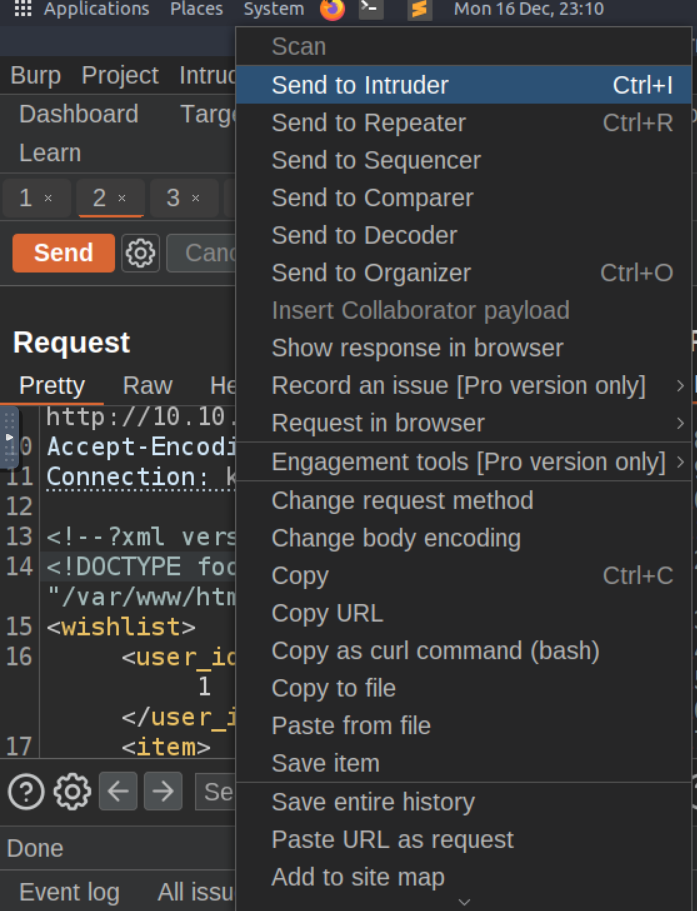 Applications Places System Mon 16 Dec, 23:10
Scan
Burp Project Intruc
Send to Intruder Ctrl+I
Dashboard Targ
Send to Repeater Ctrl+R
Learn
Send to Sequencer
1 × 2 × 3 ×
Send to Comparer
Send to Decoder
Send Canc
Send to Organizer Ctrl+O
Insert Collaborator payload
Request
Show response in browser
Pretty Raw He
Record an issue [Pro version only] >
http://10.10.
Request in browser >
10 Accept-Encodi
Engagement tools [Pro version only] >
11 Connection: k
12
Change request method
13 <!--?xml vers
Change body encoding
14 <!DOCTYPE foo
Copy Ctrl+C
"/var/www/htm
Copy URL
15 <wishlist>
16 <user_id
Copy as curl command (bash)
1
Copy to file
</user_i
Paste from file
17 <item>
Save item
Se
Save entire history
Paste URL as request
Done
Add to site map
Event log All issu